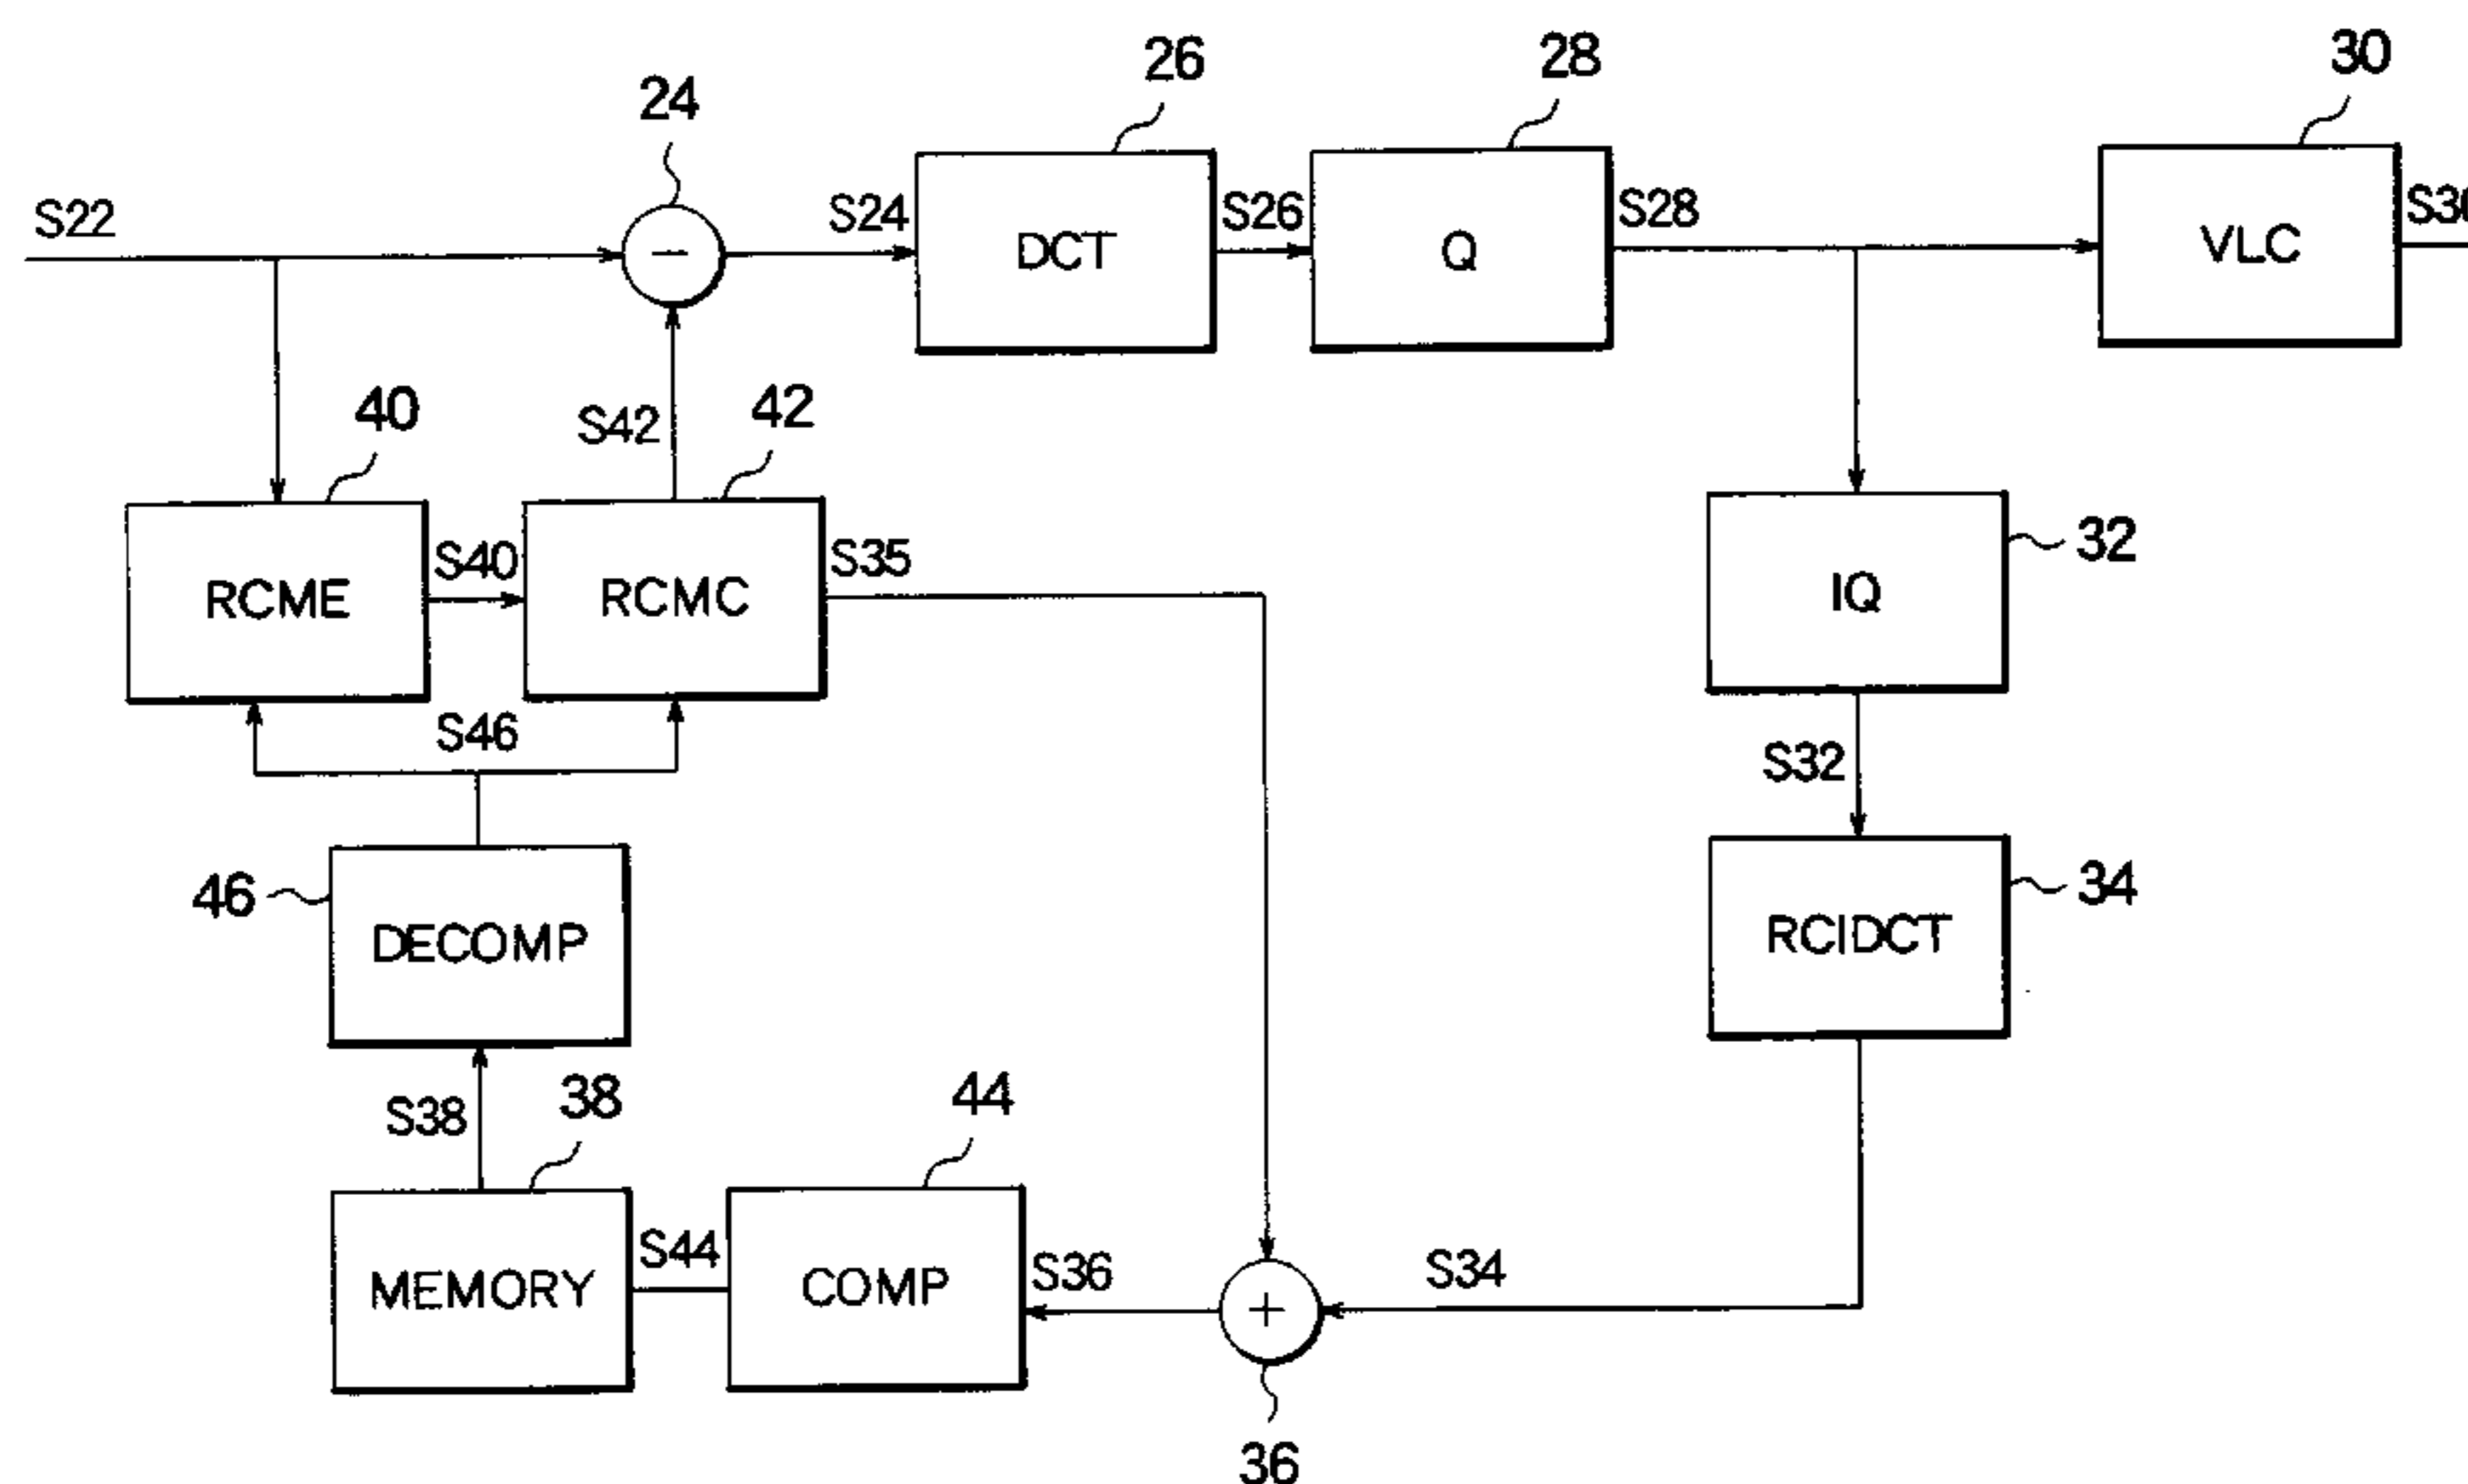 30
28
26
24
S22
S24
DCT
S26
Q
S28
VLC
40
42
S42
S40
S35
32
RCME
RCMC
IQ
S46
S32
46
34
DECOMP
RCIDCT
38
44
S38
S44
S36
S34
MEMORY
COMP
36